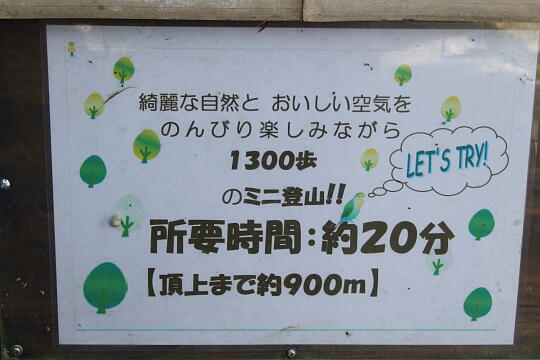 綺麗な自然と おいしい空気を
のんびり楽しみながら
1300歩
のミニ登山!!
LET'S TRY!
所要時間:約20分
【頂上まで約900m】